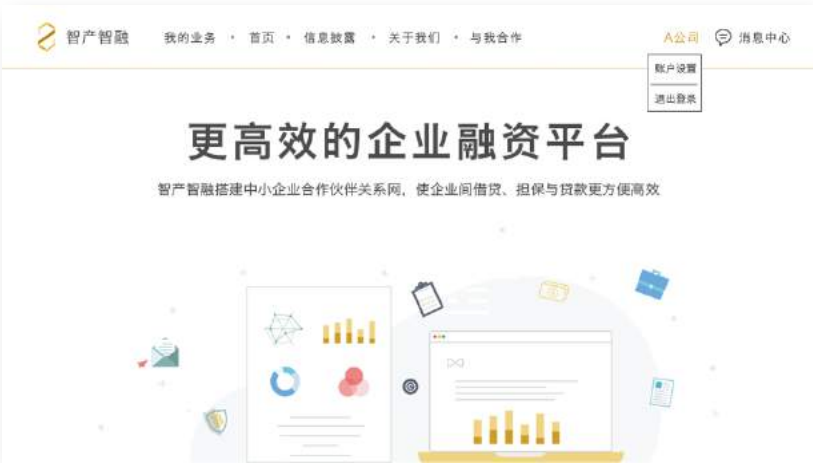 智产智融 我的业务 · 首页 · 信息披露 · 关于我们 · 与我合作 A公司 消息中心
账户设置
退出登录
更高效的企业融资平台
智产智融搭建中小企业合作伙伴关系网，使企业间借贷、担保与贷款更方便高效
©